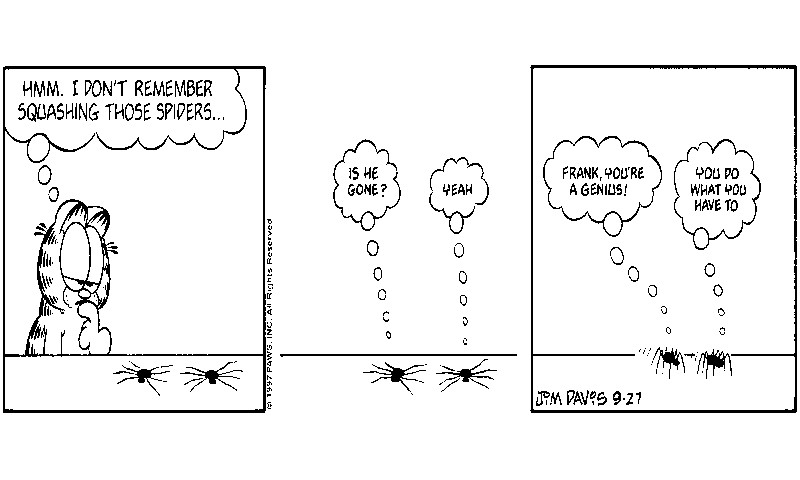 HMM. I DON'T REMEMBER
SQUASHING THOSE SPIDERS...
© 1997 PAWS, INC. All Rights Reserved
IS HE
GONE?
YEAH
FRANK, YOU'RE
A GENIUS!
YOU DO
WHAT YOU
HAVE TO
JIM DAVIS 9-27